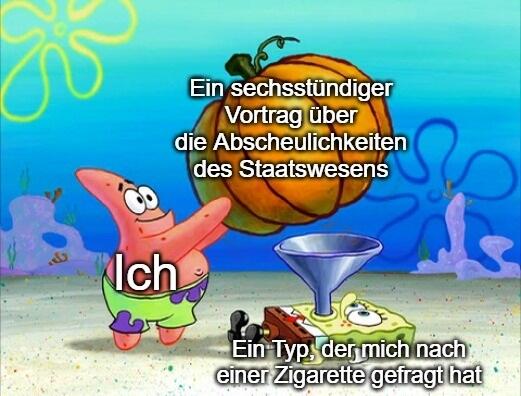 Ein sechsstündiger
Vortrag über
die Abscheulichkeiten
des Staatswesens
Ich
Ein Typ, der mich nach
einer Zigarette gefragt hat